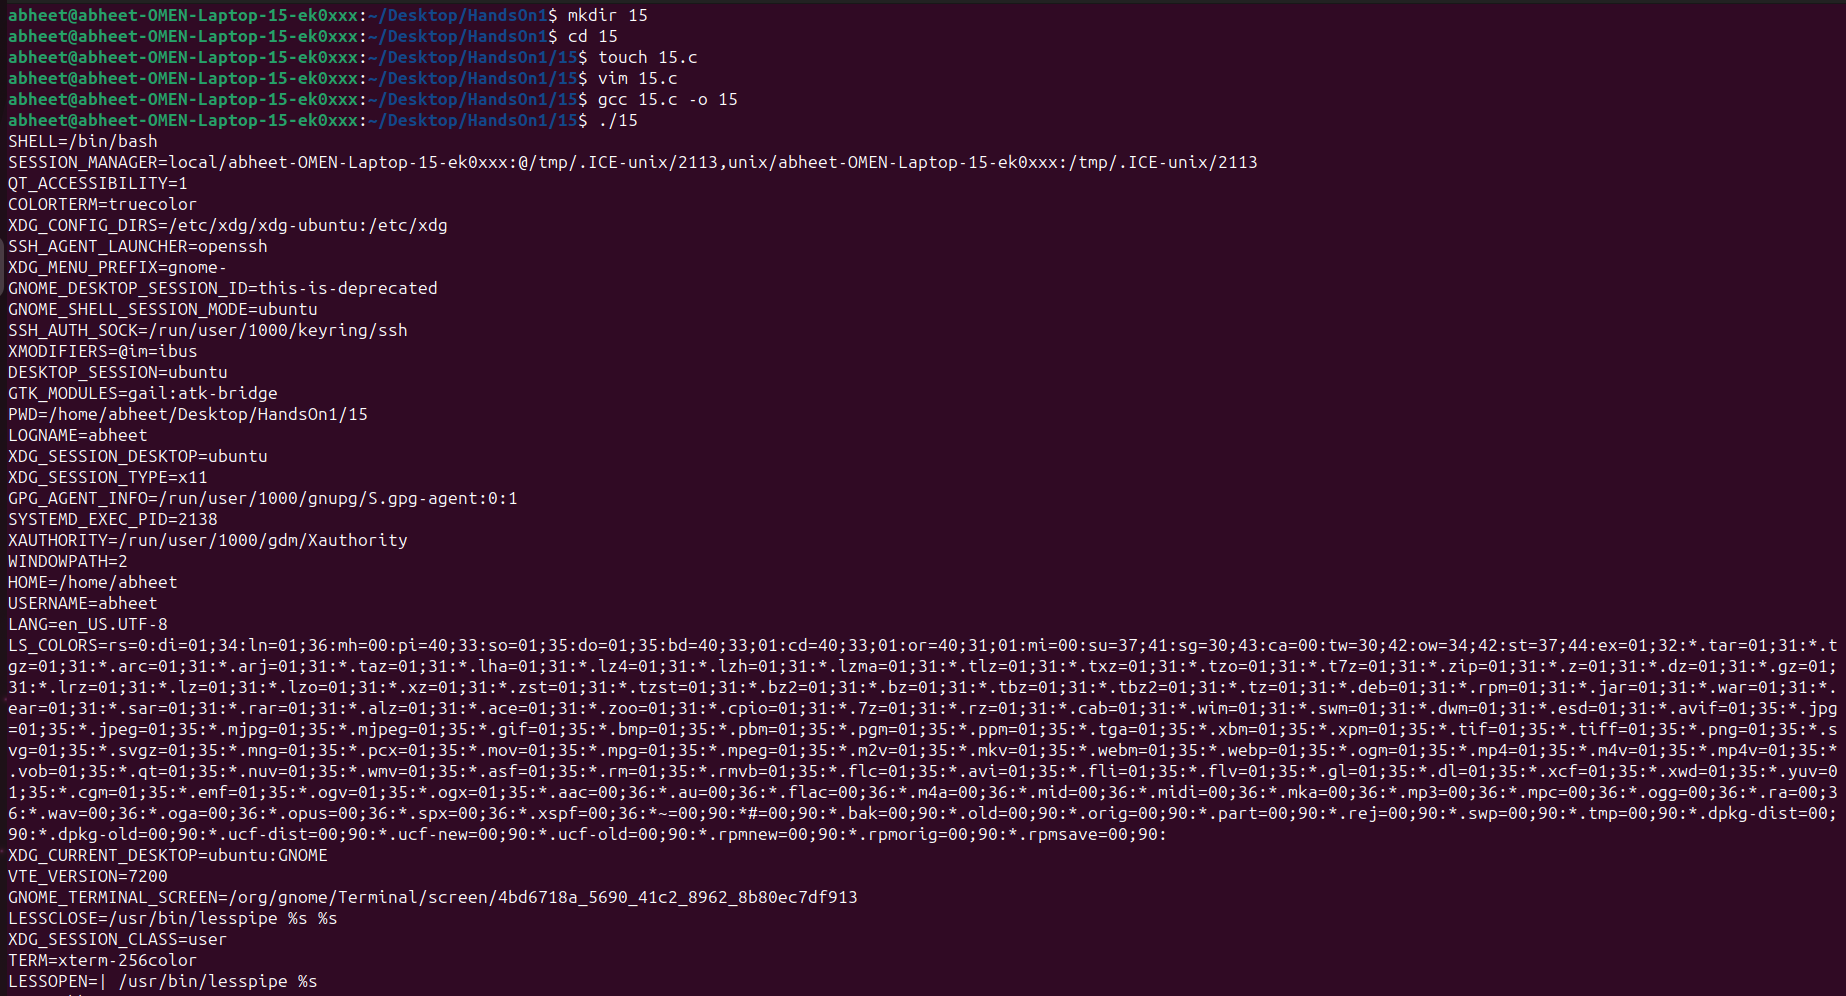 abheet@abheet-OMEN-Laptop-15-ek0xxx:~/Desktop/HandsOn1$ mkdir 15
abheet@abheet-OMEN-Laptop-15-ek0xxx:~/Desktop/HandsOn1$ cd 15
abheet@abheet-OMEN-Laptop-15-ek0xxx:~/Desktop/HandsOn1/15$ touch 15.c
abheet@abheet-OMEN-Laptop-15-ek0xxx:~/Desktop/HandsOn1/15$ vim 15.c
abheet@abheet-OMEN-Laptop-15-ek0xxx:~/Desktop/HandsOn1/15$ gcc 15.c -o 15
abheet@abheet-OMEN-Laptop-15-ek0xxx:~/Desktop/HandsOn1/15$ ./15
SHELL=/bin/bash
SESSION_MANAGER=local/abheet-OMEN-Laptop-15-ek0xxx:@/tmp/.ICE-unix/2113,unix/abheet-OMEN-Laptop-15-ek0xxx:/tmp/.ICE-unix/2113
QT_ACCESSIBILITY=1
COLORTERM=truecolor
XDG_CONFIG_DIRS=/etc/xdg/xdg-ubuntu:/etc/xdg
SSH_AGENT_LAUNCHER=openssh
XDG_MENU_PREFIX=gnome-
GNOME_DESKTOP_SESSION_ID=this-is-deprecated
GNOME_SHELL_SESSION_MODE=ubuntu
SSH_AUTH_SOCK=/run/user/1000/keyring/ssh
XMODIFIERS=@im=ibus
DESKTOP_SESSION=ubuntu
GTK_MODULES=gail:atk-bridge
PWD=/home/abheet/Desktop/HandsOn1/15
LOGNAME=abheet
XDG_SESSION_DESKTOP=ubuntu
XDG_SESSION_TYPE=x11
GPG_AGENT_INFO=/run/user/1000/gnupg/S.gpg-agent:0:1
SYSTEMD_EXEC_PID=2138
XAUTHORITY=/run/user/1000/gdm/Xauthority
WINDOWPATH=2
HOME=/home/abheet
USERNAME=abheet
LANG=en_US.UTF-8
LS_COLORS=rs=0:di=01;34:ln=01;36:mh=00:pi=40;33:so=01;35:do=01;35:bd=40;33;01:cd=40;33;01:or=40;31;01:mi=00:su=37;41:sg=30;43:ca=00:tw=30;42:ow=34;42:st=37;44:ex=01;32:*.tar=01;31:*.t
gz=01;31:*.arc=01;31:*.arj=01;31:*.taz=01;31:*.lha=01;31:*.lz4=01;31:*.lzh=01;31:*.lzma=01;31:*.tlz=01;31:*.txz=01;31:*.tzo=01;31:*.t7z=01;31:*.zip=01;31:*.z=01;31:*.dz=01;31:*.gz=01;
31:*.lrz=01;31:*.lz=01;31:*.lzo=01;31:*.xz=01;31:*.zst=01;31:*.tzst=01;31:*.bz2=01;31:*.bz=01;31:*.tbz=01;31:*.tbz2=01;31:*.tz=01;31:*.deb=01;31:*.rpm=01;31:*.jar=01;31:*.war=01;31:*.
ear=01;31:*.sar=01;31:*.rar=01;31:*.alz=01;31:*.ace=01;31:*.zoo=01;31:*.cpio=01;31:*.7z=01;31:*.rz=01;31:*.cab=01;31:*.wim=01;31:*.swm=01;31:*.dwm=01;31:*.esd=01;31:*.avif=01;35:*.jpg
=01;35:*.jpeg=01;35:*.mjpg=01;35:*.mjpeg=01;35:*.gif=01;35:*.bmp=01;35:*.pbm=01;35:*.pgm=01;35:*.ppm=01;35:*.tga=01;35:*.xbm=01;35:*.xpm=01;35:*.tif=01;35:*.tiff=01;35:*.png=01;35:*.s
vg=01;35:*.svgz=01;35:*.mng=01;35:*.pcx=01;35:*.mov=01;35:*.mpg=01;35:*.mpeg=01;35:*.m2v=01;35:*.mkv=01;35:*.webm=01;35:*.webp=01;35:*.ogm=01;35:*.mp4=01;35:*.m4v=01;35:*.mp4v=01;35:*
.vob=01;35:*.qt=01;35:*.nuv=01;35:*.wmv=01;35:*.asf=01;35:*.rm=01;35:*.rmvb=01;35:*.flc=01;35:*.avi=01;35:*.fli=01;35:*.flv=01;35:*.gl=01;35:*.dl=01;35:*.xcf=01;35:*.xwd=01;35:*.yuv=0
1;35:*.cgm=01;35:*.emf=01;35:*.ogv=01;35:*.ogx=01;35:*.aac=00;36:*.au=00;36:*.flac=00;36:*.m4a=00;36:*.mid=00;36:*.midi=00;36:*.mka=00;36:*.mp3=00;36:*.mpc=00;36:*.ogg=00;36:*.ra=00;3
6:*.wav=00;36:*.oga=00;36:*.opus=00;36:*.spx=00;36:*.xspf=00;36:*~=00;90:*#=00;90:*.bak=00;90:*.old=00;90:*.orig=00;90:*.part=00;90:*.rej=00;90:*.swp=00;90:*.tmp=00;90:*.dpkg-dist=00;
90:*.dpkg-old=00;90:*.ucf-dist=00;90:*.ucf-new=00;90:*.ucf-old=00;90:*.rpmnew=00;90:*.rpmorig=00;90:*.rpmsave=00;90:
XDG_CURRENT_DESKTOP=ubuntu:GNOME
VTE_VERSION=7200
GNOME_TERMINAL_SCREEN=/org/gnome/Terminal/screen/4bd6718a_5690_41c2_8962_8b80ec7df913
LESSCLOSE=/usr/bin/lesspipe %s %s
XDG_SESSION_CLASS=user
TERM=xterm-256color
LESSOPEN=| /usr/bin/lesspipe %s